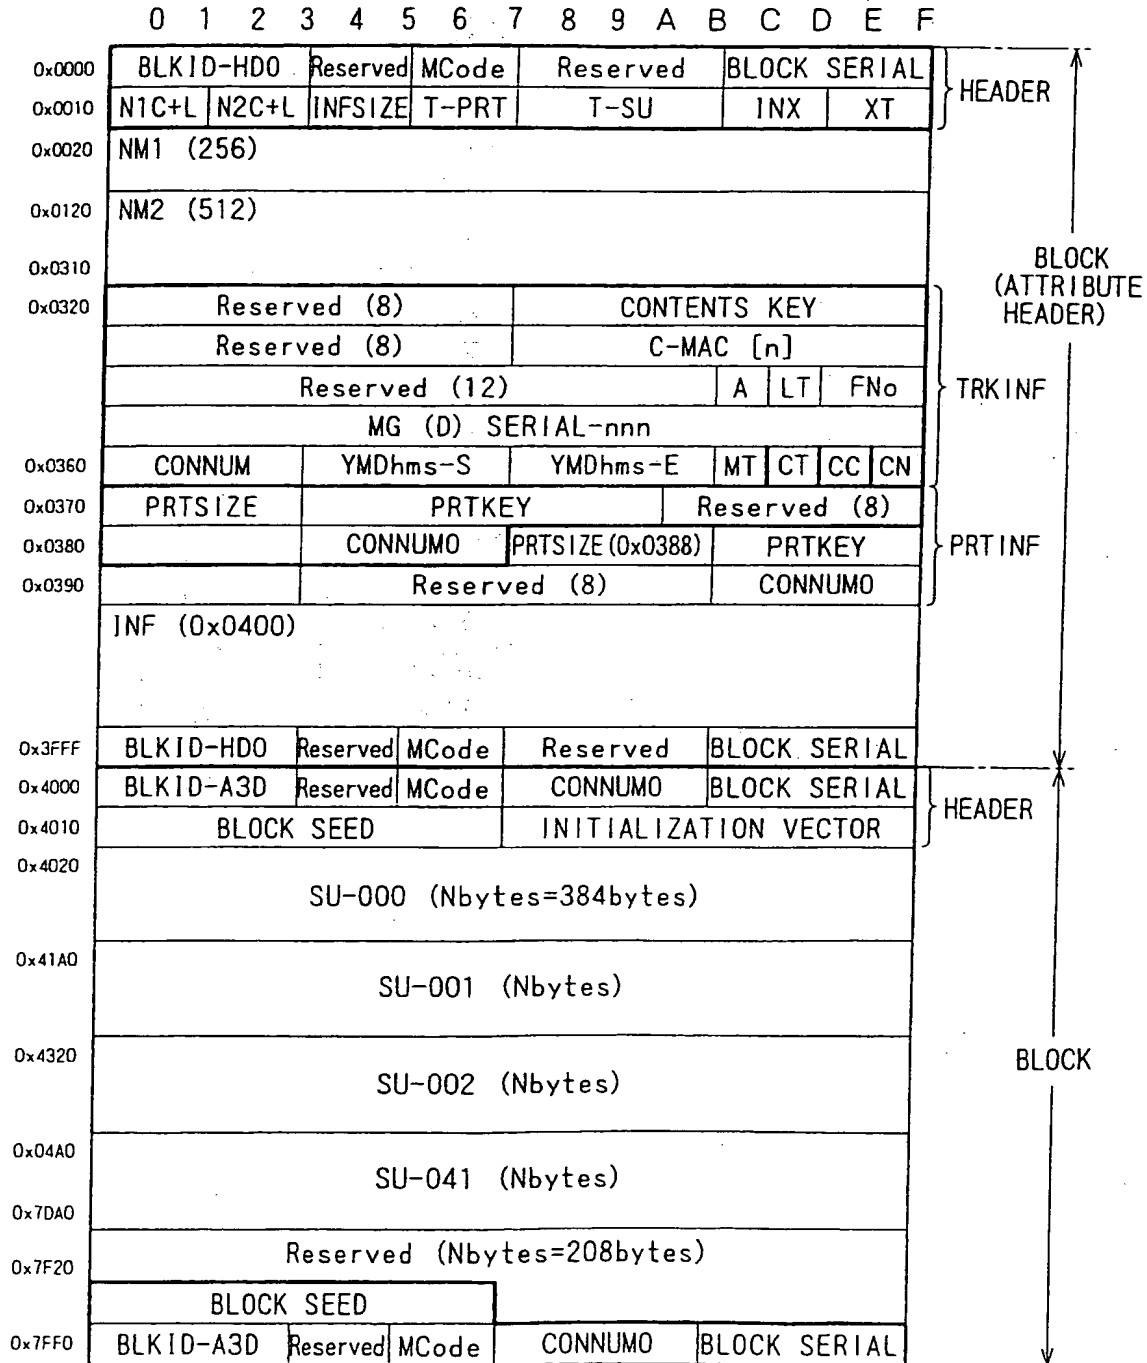 0 1 2 3 4 5 6 7 8 9 A B C D E F
0x0000 BLKID-HD0 Reserved MCode Reserved BLOCK SERIAL
HEADER
0x0010 N1C+L N2C+L INFSIZE T-PRT T-SU INX XT
0x0020 NM1 (256)
0x0120 NM2 (512)
0x0310
BLOCK
(ATTRIBUTE
HEADER)
0x0320 Reserved (8) CONTENTS KEY
Reserved (8) C-MAC [n]
Reserved (12) A LT FNo TRKINF
MG (D) SERIAL-nnn
0x0360 CONNUM YMDhms-S YMDhms-E MT CT CC CN
0x0370 PRTSIZE PRTKEY Reserved (8)
0x0380 CONNUM0 PRTSIZE(0x0388) PRTKEY PRTINF
0x0390 Reserved (8) CONNUM0
INF (0x0400)
0x3FFF BLKID-HD0 Reserved MCode Reserved BLOCK SERIAL
0x4000 BLKID-A3D Reserved MCode CONNUM0 BLOCK SERIAL
HEADER
0x4010 BLOCK SEED INITIALIZATION VECTOR
0x4020
SU-000 (Nbytes=384bytes)
0x41A0
SU-001 (Nbytes)
0x4320
SU-002 (Nbytes)
BLOCK
0x04A0
SU-041 (Nbytes)
0x7DA0
Reserved (Nbytes=208bytes)
0x7F20
BLOCK SEED
0x7FF0 BLKID-A3D Reserved MCode CONNUM0 BLOCK SERIAL